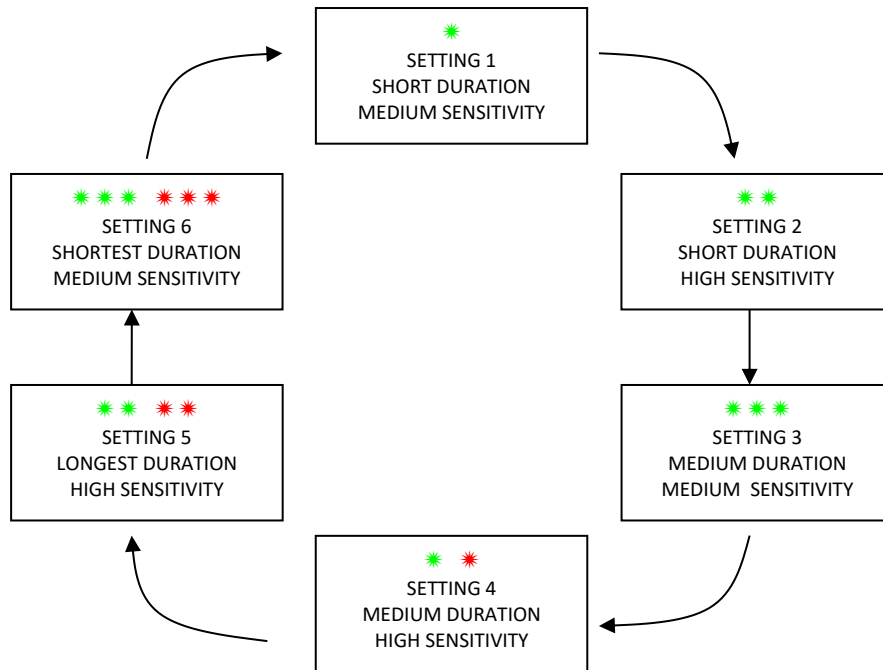 SETTING 1
SHORT DURATION
MEDIUM SENSITIVITY
SETTING 2
SHORT DURATION
HIGH SENSITIVITY
SETTING 3
MEDIUM DURATION
MEDIUM  SENSITIVITY
SETTING 4
MEDIUM DURATION
HIGH SENSITIVITY
SETTING 5
LONGEST DURATION
HIGH SENSITIVITY
SETTING 6
SHORTEST DURATION
MEDIUM SENSITIVITY